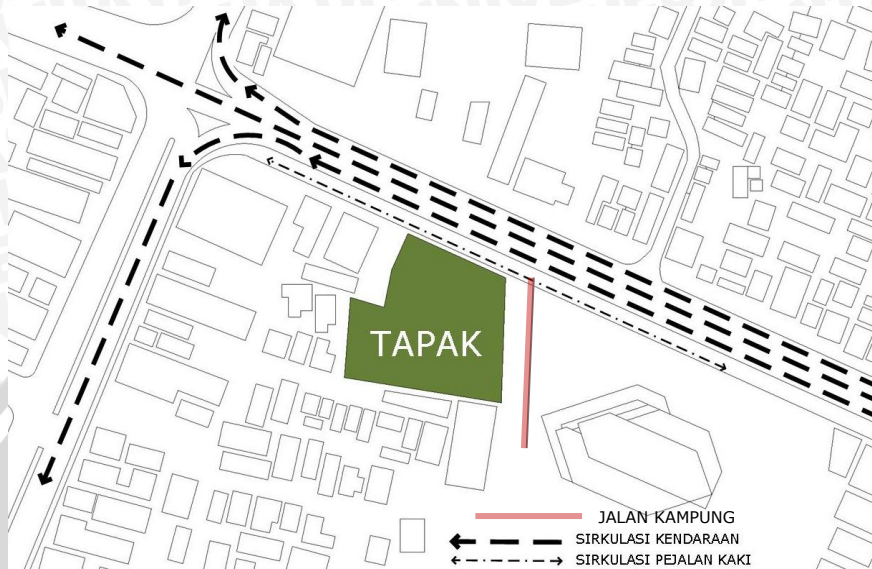 TAPAK
JALAN KAMPUNG
SIRKULASI KENDARAAN
SIRKULASI PEJALAN KAKI